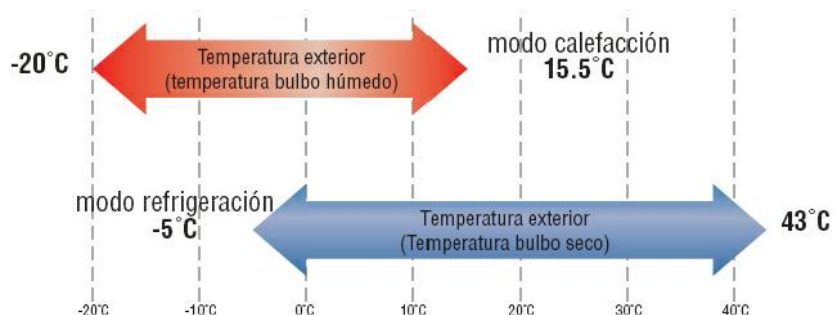 -20°C
Temperatura exterior
(temperatura bulbo húmedo)
modo calefacción
15.5°C
modo refrigeración
-5°C
Temperatura exterior
(Temperatura bulbo seco)
43°C
-20°C -10°C 0°C 10°C 20°C 30°C 40°C